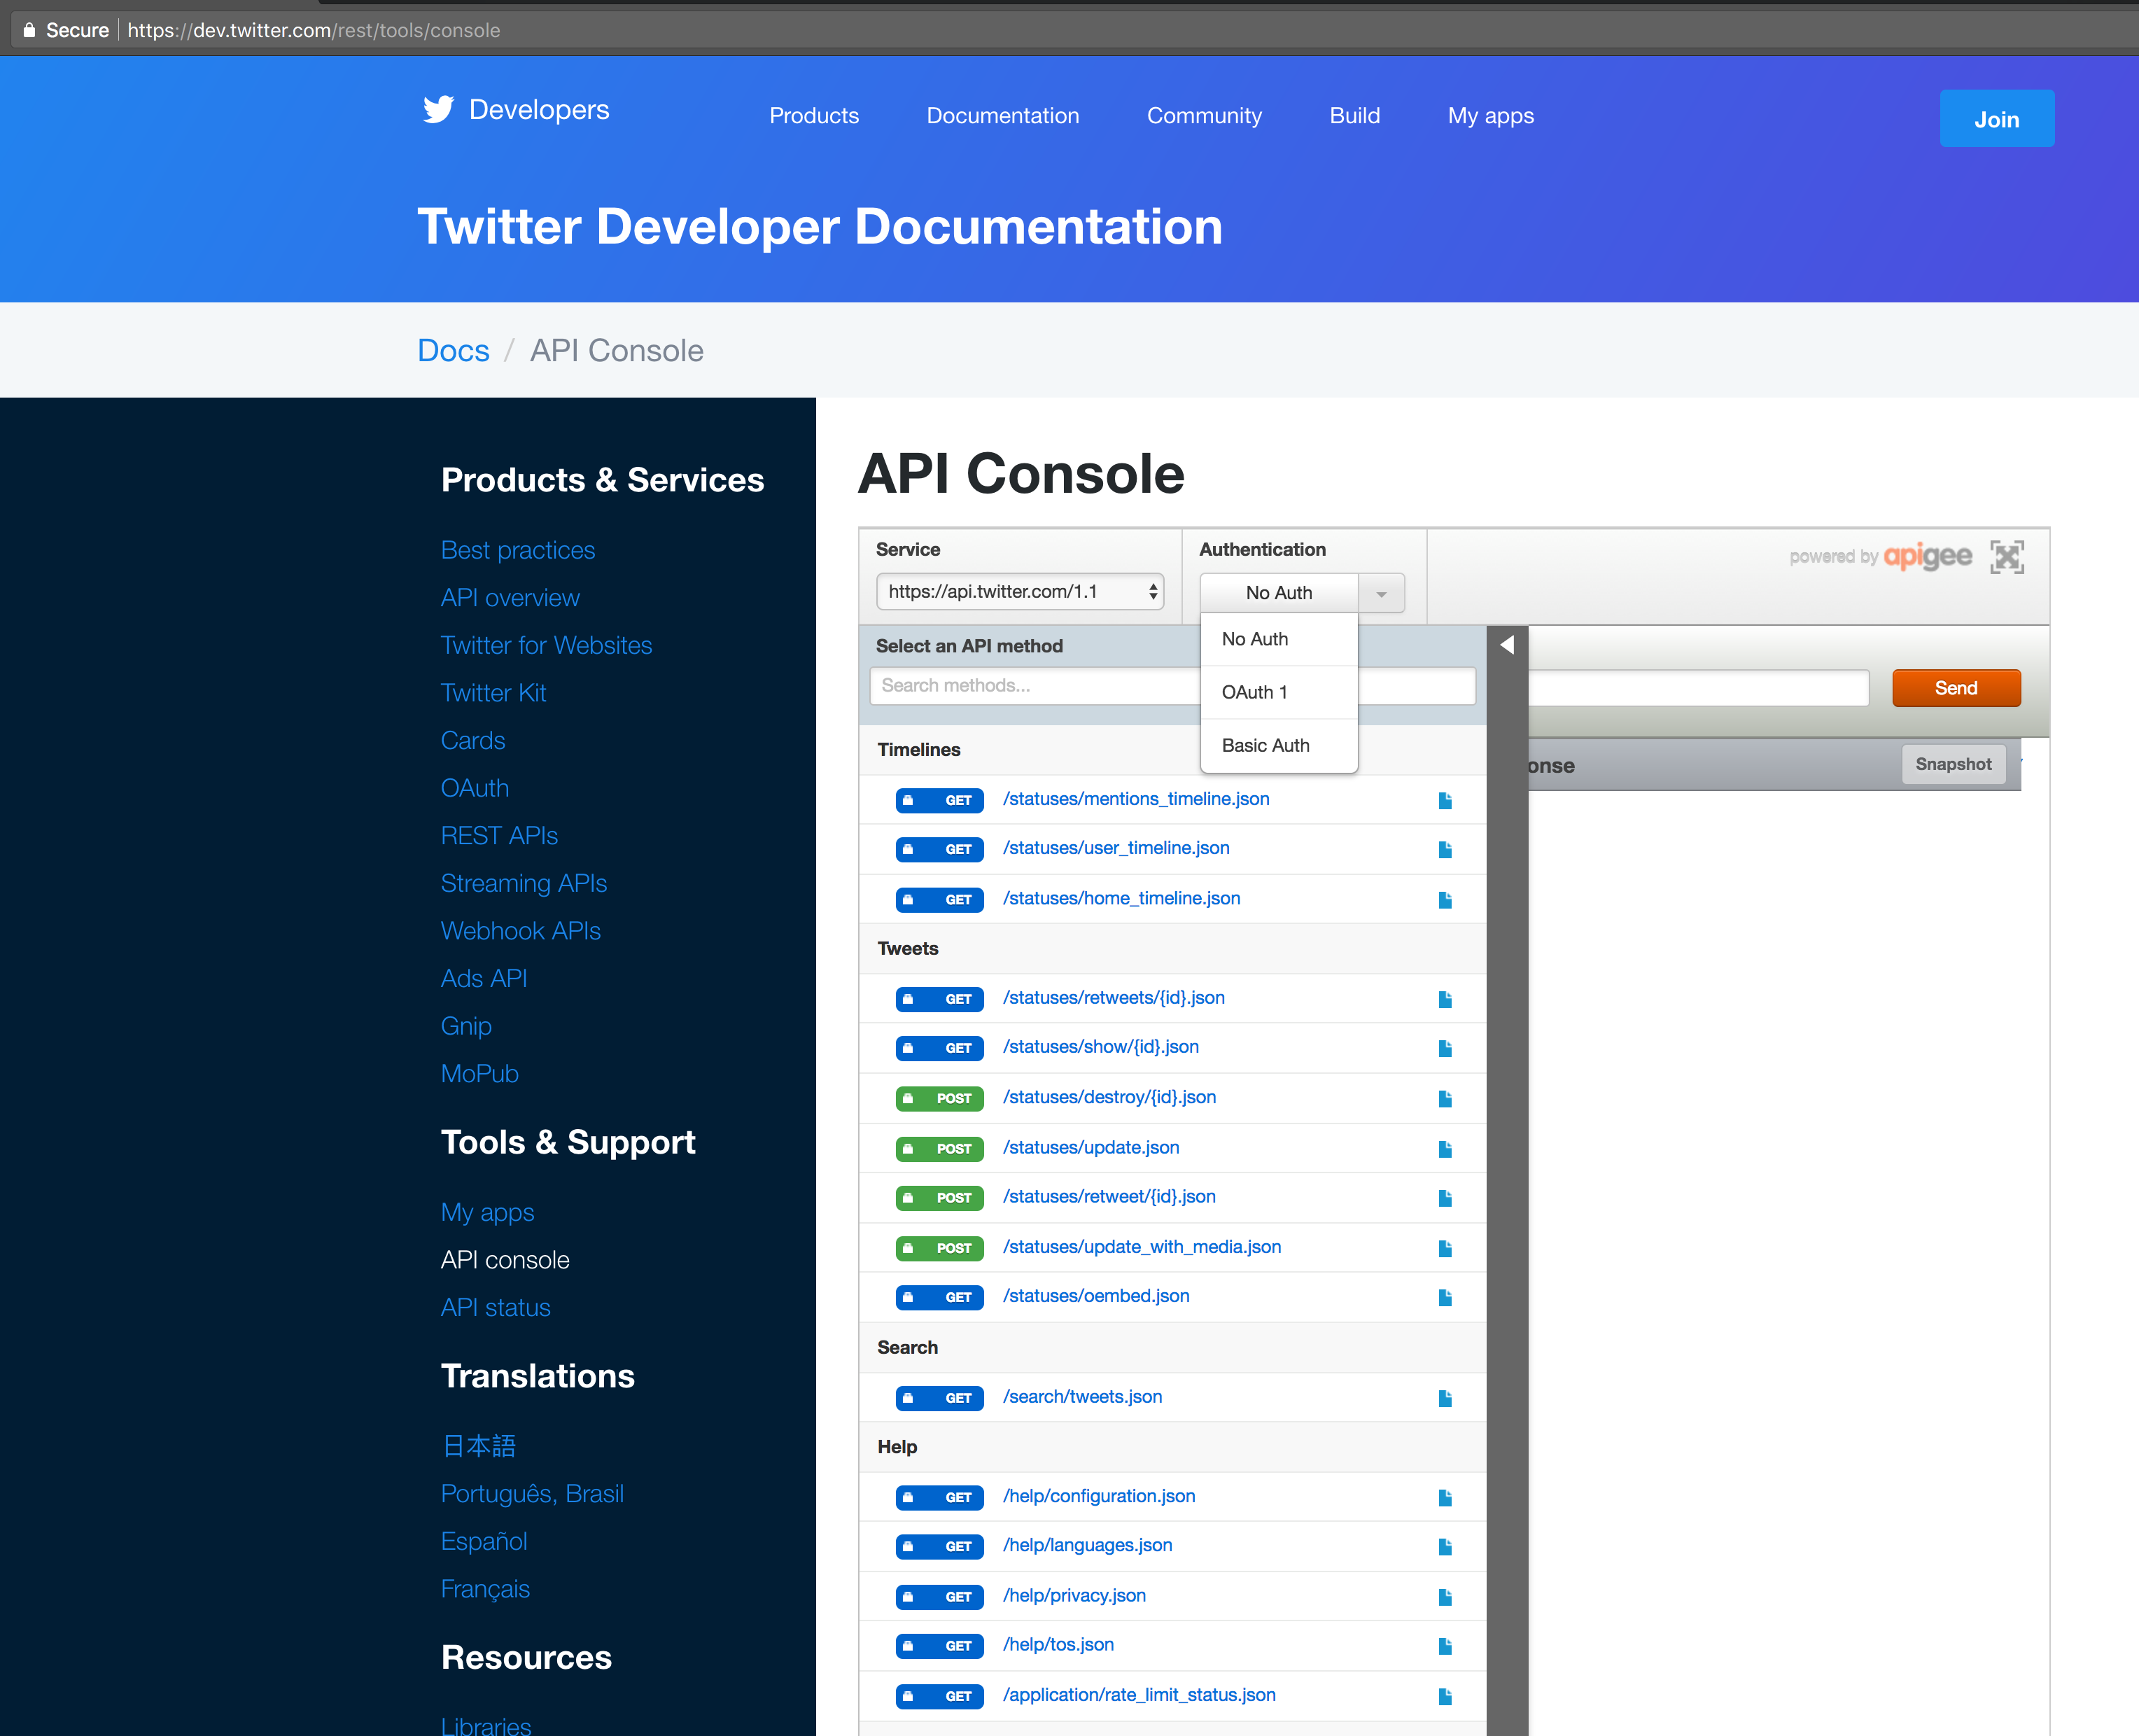 Secure https://dev.twitter.com/rest/tools/console
Developers Products Documentation Community Build My apps Join
Twitter Developer Documentation
Docs / API Console
Products & Services
Best practices
API overview
Twitter for Websites
Twitter Kit
Cards
OAuth
REST APIs
Streaming APIs
Webhook APIs
Ads API
Gnip
MoPub
Tools & Support
My apps
API console
API status
Translations
日本語
Português, Brasil
Español
Français
Resources
Libraries
API Console
Service Authentication
powered by apigee
https://api.twitter.com/1.1 No Auth
No Auth
OAuth 1
Basic Auth
Select an API method
Search methods...
Send
onse Snapshot
Timelines
GET /statuses/mentions_timeline.json
GET /statuses/user_timeline.json
GET /statuses/home_timeline.json
Tweets
GET /statuses/retweets/{id}.json
GET /statuses/show/{id}.json
POST /statuses/destroy/{id}.json
POST /statuses/update.json
POST /statuses/retweet/{id}.json
POST /statuses/update_with_media.json
GET /statuses/oembed.json
Search
GET /search/tweets.json
Help
GET /help/configuration.json
GET /help/languages.json
GET /help/privacy.json
GET /help/tos.json
GET /application/rate_limit_status.json